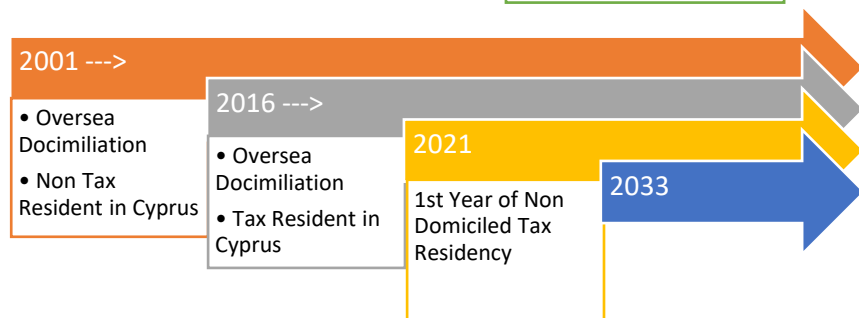 2001 --->
• Oversea
Docimiliation
• Non Tax
Resident in Cyprus
2016 --->
• Oversea
Docimiliation
• Tax Resident in
Cyprus
2021
1st Year of Non
Domiciled Tax
Residency
2033